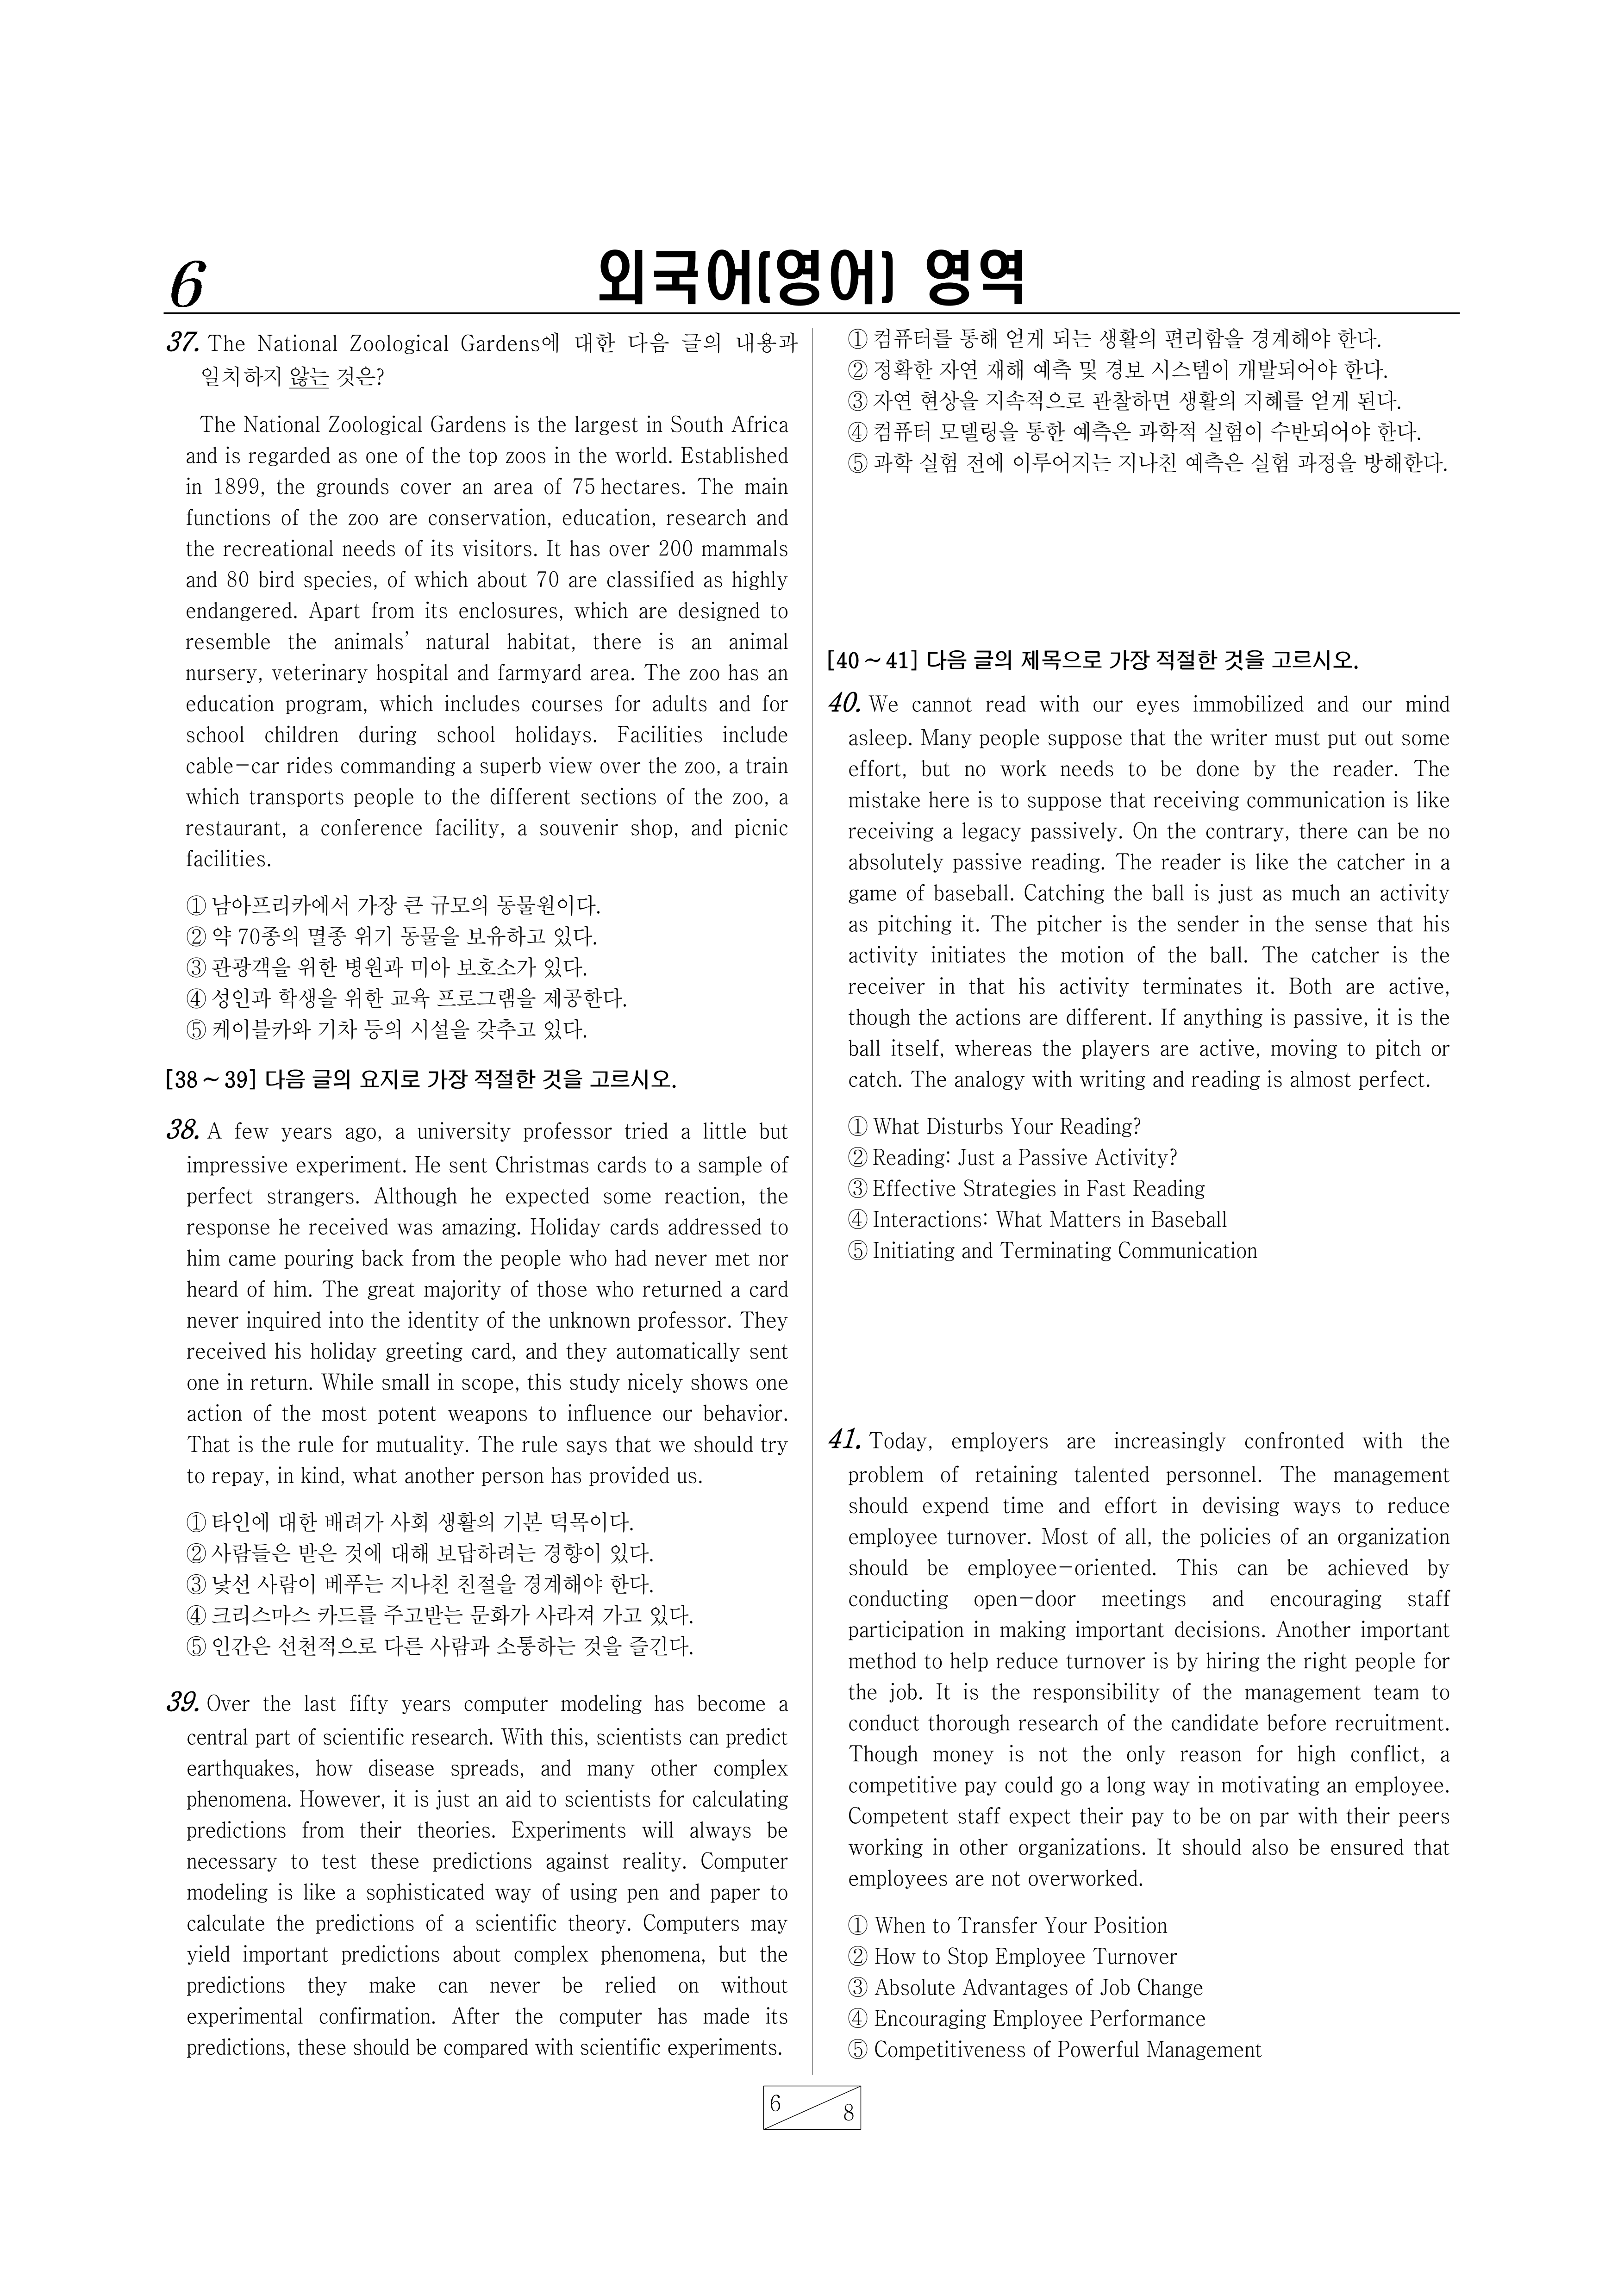 6
외국어(영어) 영역
37. The National Zoological Gardens에 대한 다음 글의 내용과
일치하지 않는 것은?
The National Zoological Gardens is the largest in South Africa
and is regarded as one of the top zoos in the world. Established
in 1899, the grounds cover an area of 75 hectares. The main
functions of the zoo are conservation, education, research and
the recreational needs of its visitors. It has over 200 mammals
and 80 bird species, of which about 70 are classified as highly
endangered. Apart from its enclosures, which are designed to
resemble the animals' natural habitat, there is an animal
nursery, veterinary hospital and farmyard area. The zoo has an
education program, which includes courses for adults and for
school children during school holidays. Facilities include
cable-car rides commanding a superb view over the zoo, a train
which transports people to the different sections of the zoo, a
restaurant, a conference facility, a souvenir shop, and picnic
facilities.
① 남아프리카에서 가장 큰 규모의 동물원이다.
② 약 70종의 멸종 위기 동물을 보유하고 있다.
③ 관광객을 위한 병원과 미아 보호소가 있다.
④ 성인과 학생을 위한 교육 프로그램을 제공한다.
⑤ 케이블카와 기차 등의 시설을 갖추고 있다.
[38~39] 다음 글의 요지로 가장 적절한 것을 고르시오.
38. A few years ago, a university professor tried a little but
impressive experiment. He sent Christmas cards to a sample of
perfect strangers. Although he expected some reaction, the
response he received was amazing. Holiday cards addressed to
him came pouring back from the people who had never met nor
heard of him. The great majority of those who returned a card
never inquired into the identity of the unknown professor. They
received his holiday greeting card, and they automatically sent
one in return. While small in scope, this study nicely shows one
action of the most potent weapons to influence our behavior.
That is the rule for mutuality. The rule says that we should try
to repay, in kind, what another person has provided us.
① 타인에 대한 배려가 사회 생활의 기본 덕목이다.
② 사람들은 받은 것에 대해 보답하려는 경향이 있다.
③ 낯선 사람이 베푸는 지나친 친절을 경계해야 한다.
④ 크리스마스 카드를 주고받는 문화가 사라져 가고 있다.
⑤ 인간은 선천적으로 다른 사람과 소통하는 것을 즐긴다.
39. Over the last fifty years computer modeling has become a
central part of scientific research. With this, scientists can predict
earthquakes, how disease spreads, and many other complex
phenomena. However, it is just an aid to scientists for calculating
predictions from their theories. Experiments will always be
necessary to test these predictions against reality. Computer
modeling is like a sophisticated way of using pen and paper to
calculate the predictions of a scientific theory. Computers may
yield important predictions about complex phenomena, but the
predictions they make can never be relied on without
experimental confirmation. After the computer has made its
predictions, these should be compared with scientific experiments.
① 컴퓨터를 통해 얻게 되는 생활의 편리함을 경계해야 한다.
② 정확한 자연 재해 예측 및 경보 시스템이 개발되어야 한다.
③ 자연 현상을 지속적으로 관찰하면 생활의 지혜를 얻게 된다.
④ 컴퓨터 모델링을 통한 예측은 과학적 실험이 수반되어야 한다.
⑤ 과학 실험 전에 이루어지는 지나친 예측은 실험 과정을 방해한다.
[40~41] 다음 글의 제목으로 가장 적절한 것을 고르시오.
40. We cannot read with our eyes immobilized and our mind
asleep. Many people suppose that the writer must put out some
effort, but no work needs to be done by the reader. The
mistake here is to suppose that receiving communication is like
receiving a legacy passively. On the contrary, there can be no
absolutely passive reading. The reader is like the catcher in a
game of baseball. Catching the ball is just as much an activity
as pitching it. The pitcher is the sender in the sense that his
activity initiates the motion of the ball. The catcher is the
receiver in that his activity terminates it. Both are active,
though the actions are different. If anything is passive, it is the
ball itself, whereas the players are active, moving to pitch or
catch. The analogy with writing and reading is almost perfect.
① What Disturbs Your Reading?
② Reading: Just a Passive Activity?
③ Effective Strategies in Fast Reading
④ Interactions: What Matters in Baseball
⑤ Initiating and Terminating Communication
41. Today, employers are increasingly confronted with the
problem of retaining talented personnel. The management
should expend time and effort in devising ways to reduce
employee turnover. Most of all, the policies of an organization
should be employee-oriented. This can be achieved by
conducting open-door meetings and encouraging staff
participation in making important decisions. Another important
method to help reduce turnover is by hiring the right people for
the job. It is the responsibility of the management team to
conduct thorough research of the candidate before recruitment.
Though money is not the only reason for high conflict, a
competitive pay could go a long way in motivating an employee.
Competent staff expect their pay to be on par with their peers
working in other organizations. It should also be ensured that
employees are not overworked.
① When to Transfer Your Position
② How to Stop Employee Turnover
③ Absolute Advantages of Job Change
④ Encouraging Employee Performance
⑤ Competitiveness of Powerful Management
6
8